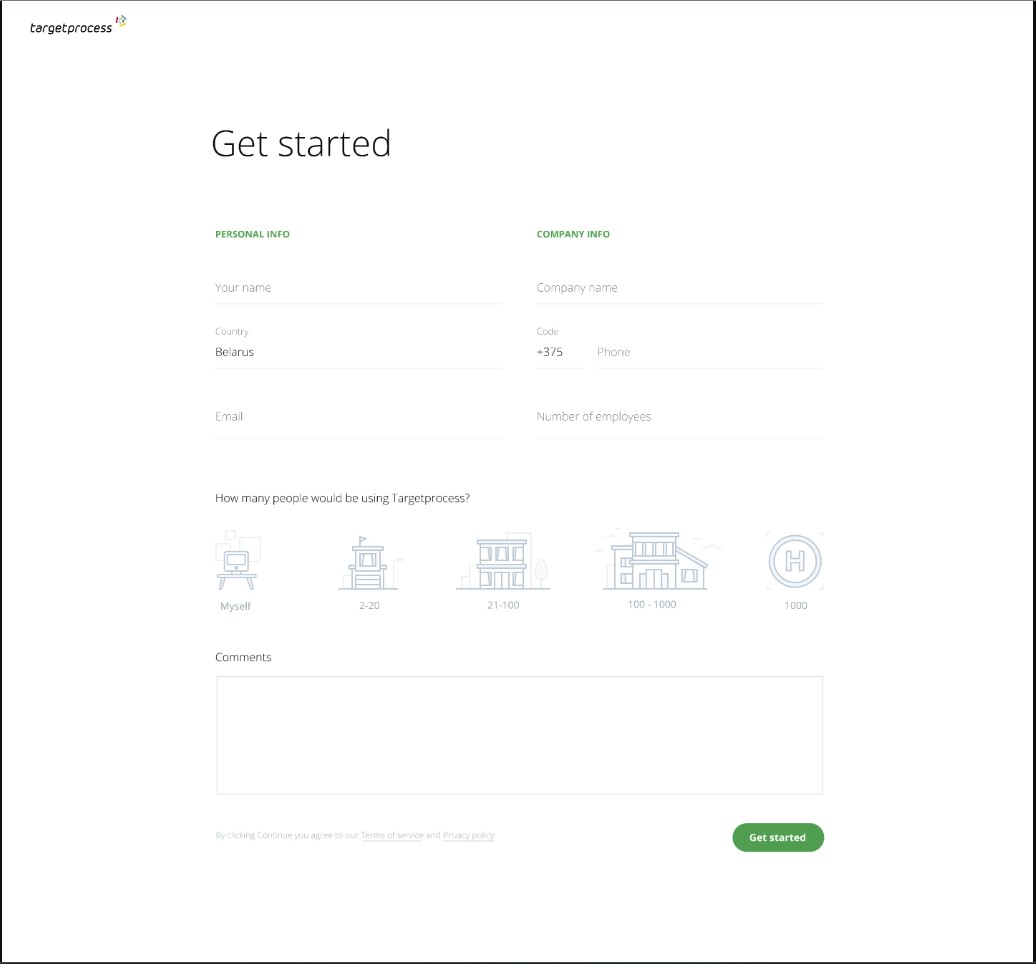 targetprocess
Get started
PERSONAL INFO
COMPANY INFO
Your name
Company name
Country
Code
Belarus
+375
Phone
Email
Number of employees
How many people would be using Targetprocess?
H
Myself
2-20
21-100
100 - 1000
1000
Comments
By clicking Continue you agree to our Terms of service and Privacy policy
Get started